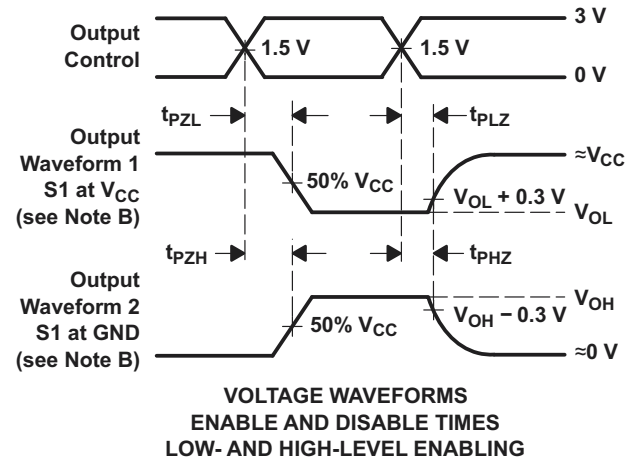 Output
Control
3 V
1.5 V
1.5 V
0 V
tPZL
tPLZ
Output
Waveform 1
S1 at VCC
(see Note B)
≈VCC
50% VCC
VOL + 0.3 V
VOL
tPZH
tPHZ
Output
Waveform 2
S1 at GND
(see Note B)
VOH
50% VCC
VOH − 0.3 V
≈0 V
VOLTAGE WAVEFORMS
ENABLE AND DISABLE TIMES
LOW- AND HIGH-LEVEL ENABLING